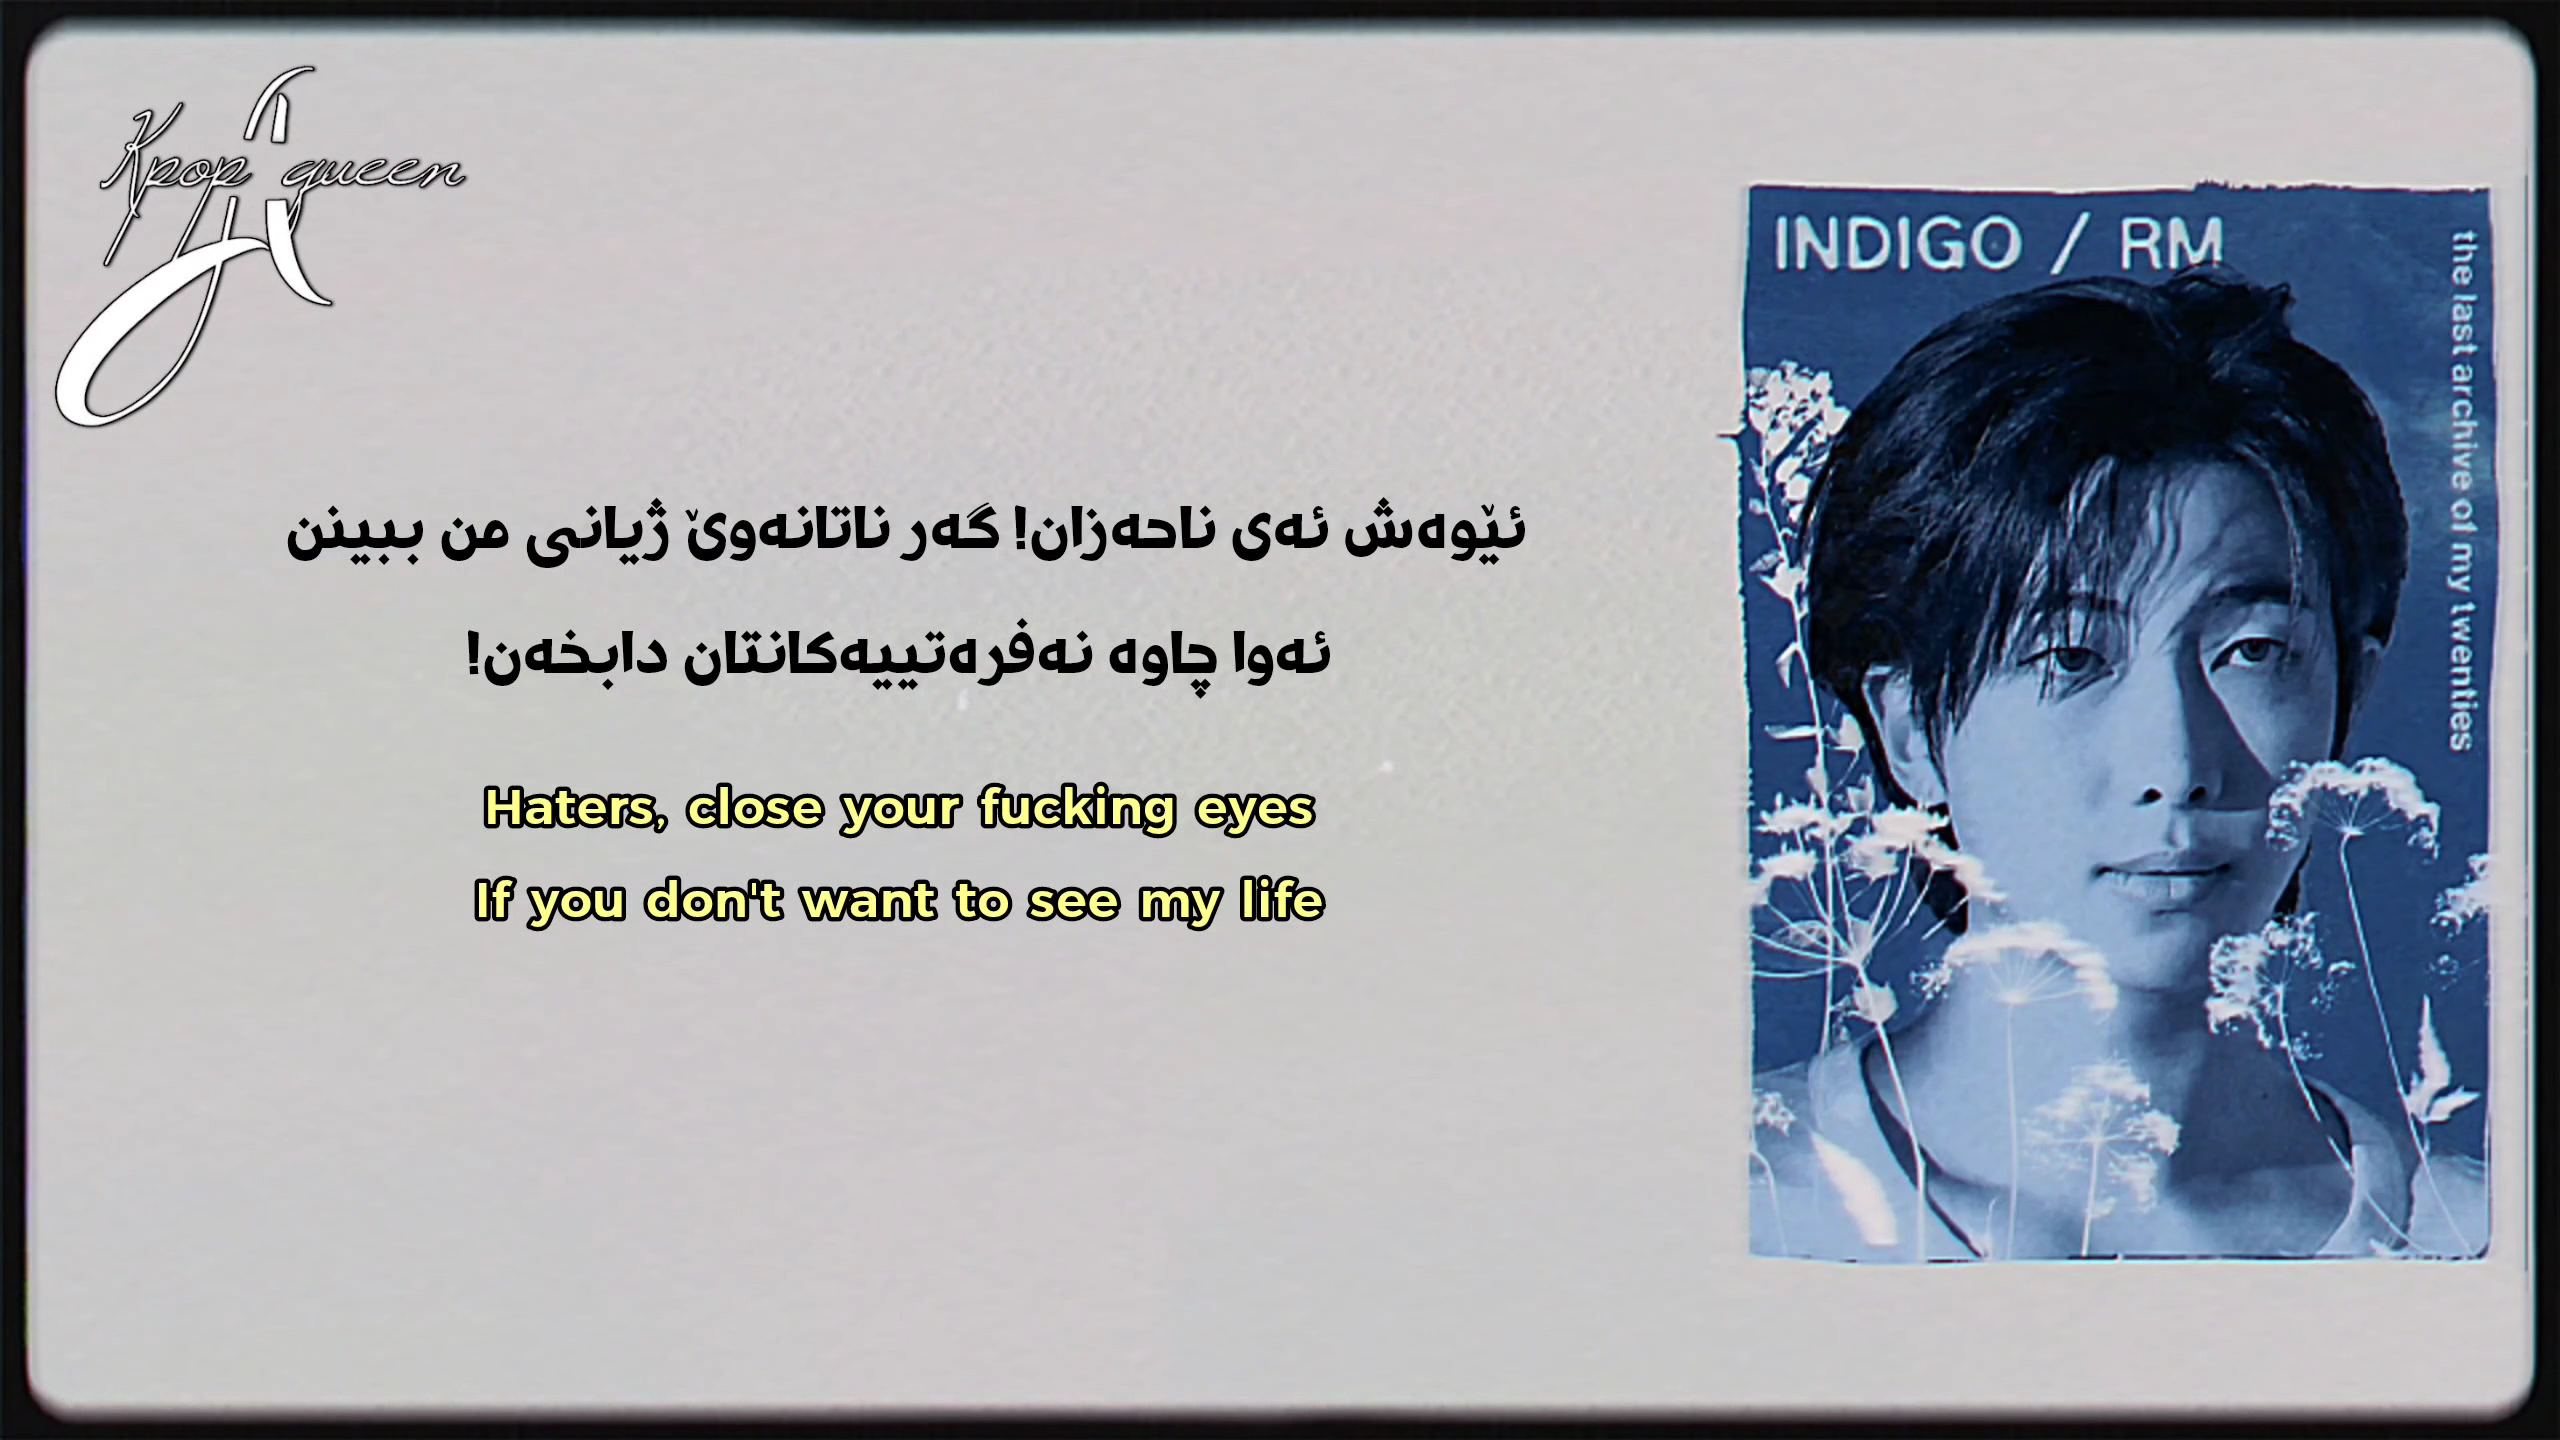 Kpop queen
ئێوەش ئەی ناحەزان! گەر ناتانەوێ ژیانی من ببینن
ئەوا چاوە نەفرەتییەکانتان دابخەن!
Haters, close your fucking eyes
If you don't want to see my life
INDIGO / RM
the last archive of my twenties